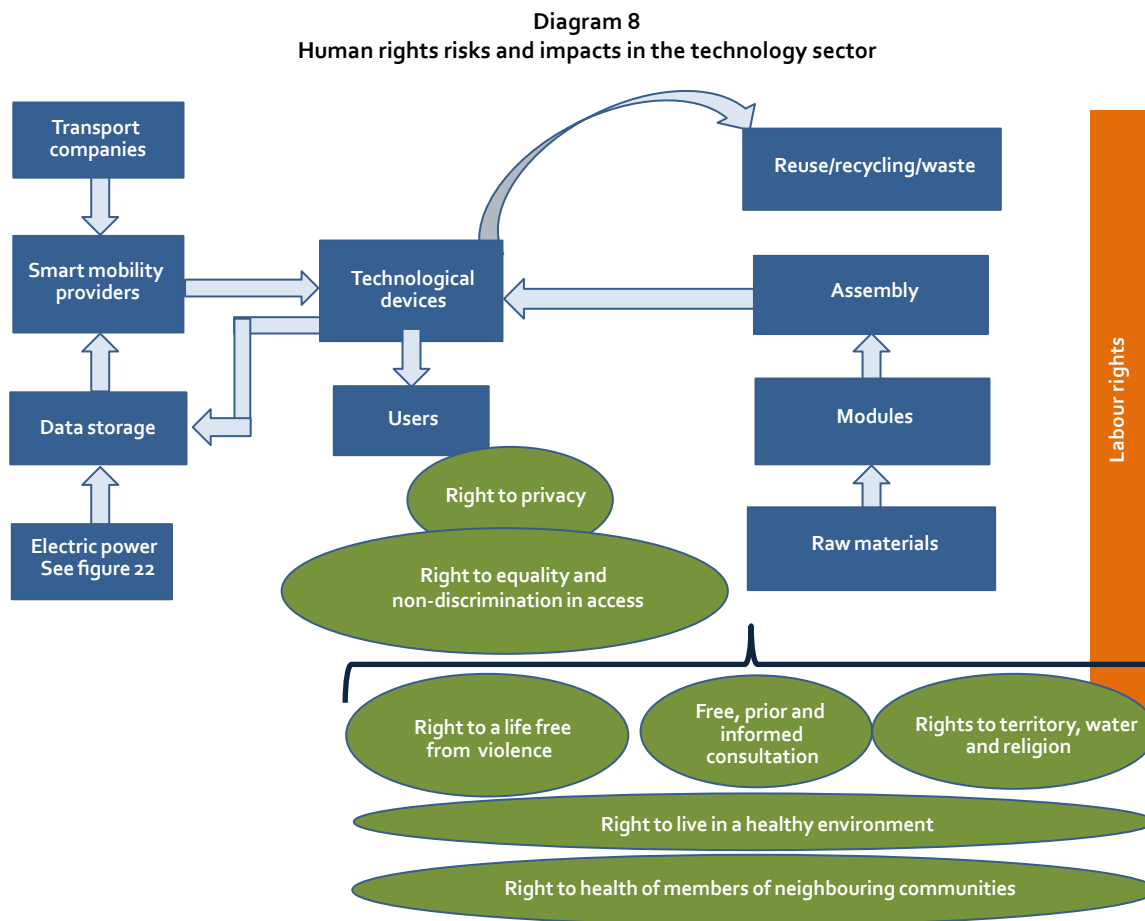 Diagram 8
Human rights risks and impacts in the technology sector
Transport
companies
Reuse/recycling/waste
Smart mobility
providers
Technological
devices
Assembly
Labour rights
Data storage
Users
Modules
Right to privacy
Electric power
See figure 22
Raw materials
Right to equality and
non-discrimination in access
Right to a life free
from violence
Free, prior and
informed
consultation
Rights to territory, water
and religion
Right to live in a healthy environment
Right to health of members of neighbouring communities